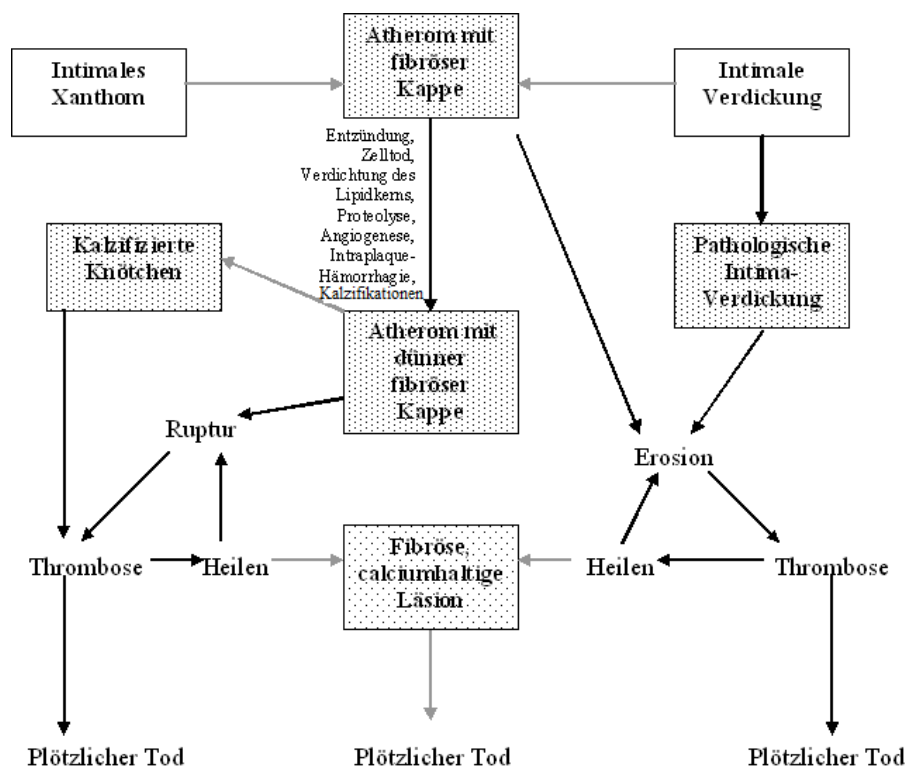 Intimales
Xanthom
Atherom mit
fibröser
Kappe
Intimale
Verdickung
Entzündung,
Zelltod,
Verdichtung des
Lipidkerns,
Proteolyse,
Angiogenese,
Intraplaque-
Hämorrhagie,
Kalzifikationen
Kalzifizierte
Knötchen
Pathologische
Intima-
Verdickung
Atherom mit
dünner
fibröser
Kappe
Ruptur
Erosion
Thrombose
Heilen
Fibröse,
calciumhaltige
Läsion
Heilen
Thrombose
Plötzlicher Tod
Plötzlicher Tod
Plötzlicher Tod